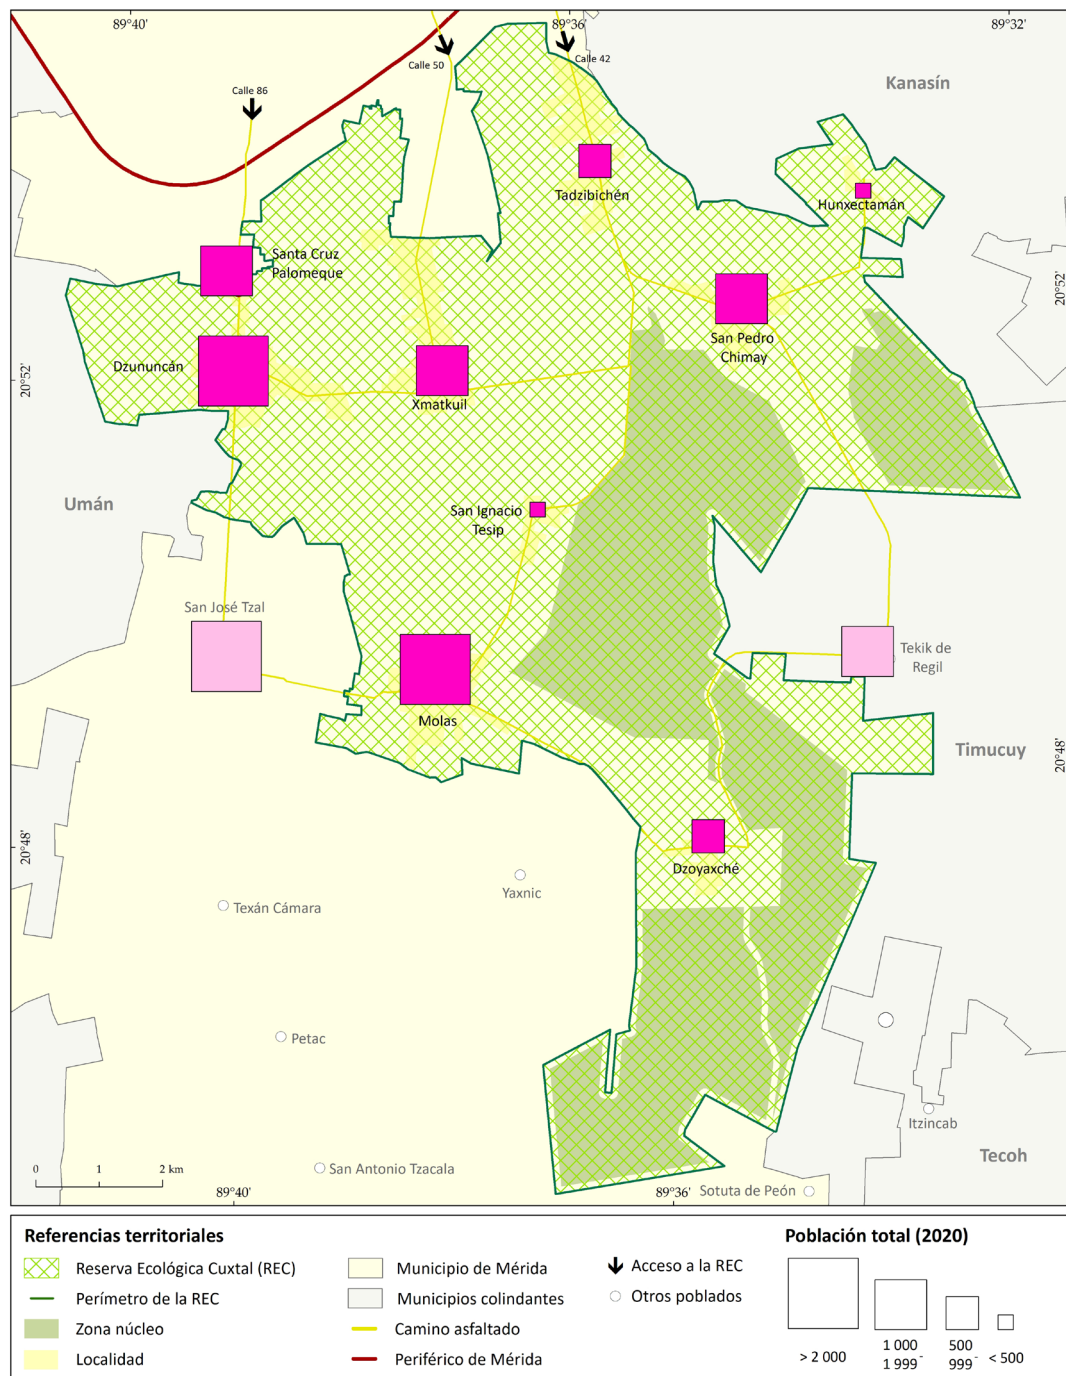 89°40'
89°36'
89°32'
Calle 50
Calle 42
Kanasín
Calle 86
Tadzibichén
Hunxectamán
Santa Cruz
Palomeque
20°52'
San Pedro
Chimay
Dzununcán
20°52'
Xmatkuil
Umán
San Ignacio
Tesip
San José Tzal
Tekik de
Regil
Molas
Timucuy
20°48'
20°48'
Dzoyaxché
Yaxnic
Texán Cámara
Petac
Itzincab
Tecoh
San Antonio Tzacala
0 1 2 km
Sotuta de Peón
89°40'
89°36'
Referencias territoriales
Reserva Ecológica Cuxtal (REC)
Perímetro de la REC
Zona núcleo
Localidad
Municipio de Mérida
Municipios colindantes
Camino asfaltado
Periférico de Mérida
Acceso a la REC
Otros poblados
Población total (2020)
> 2 000
1 000 -
1 999
500 -
999
< 500